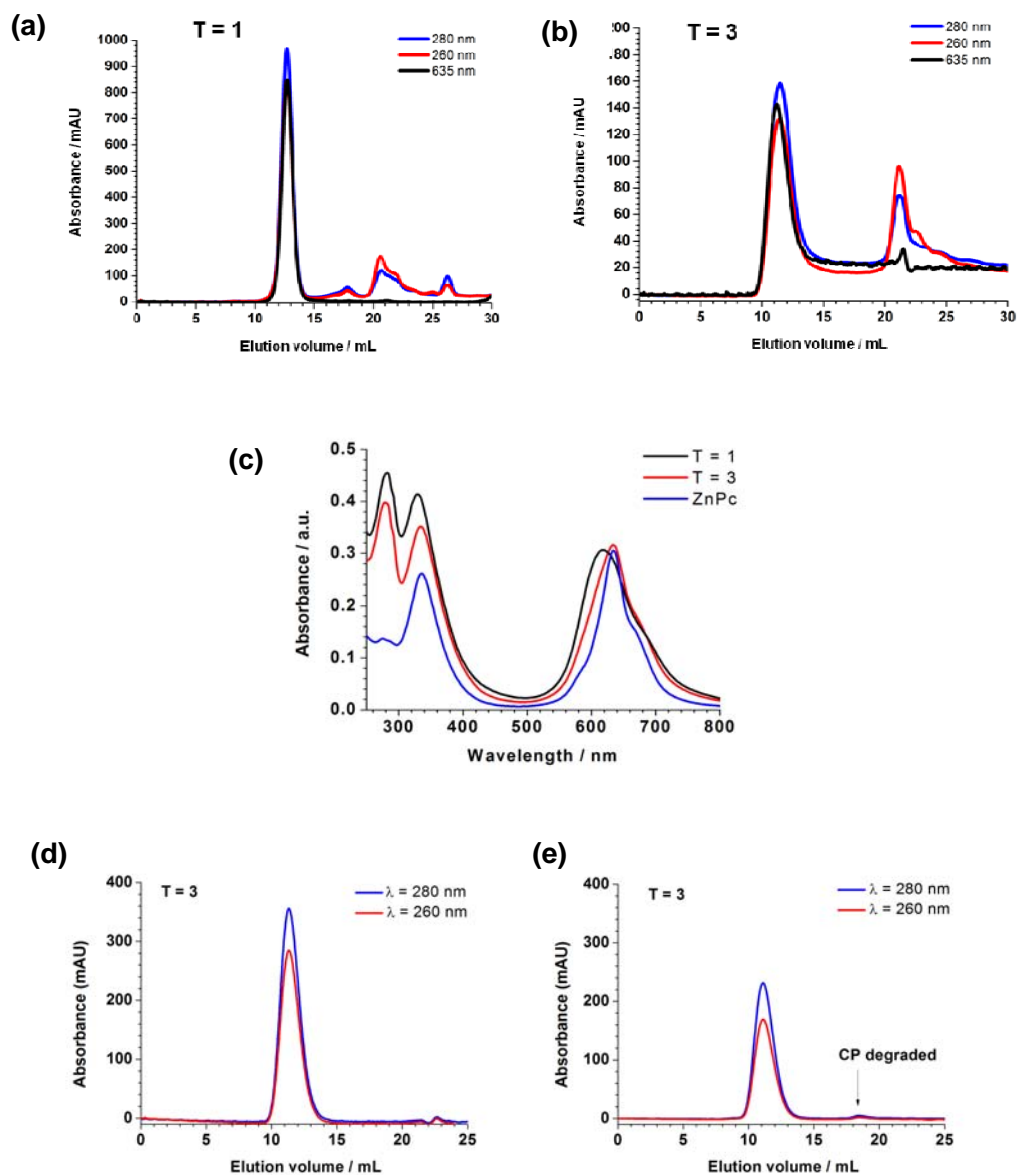 (a)
T = 1
280 nm
260 nm
635 nm
Absorbance / mAU
1000
900
800
700
600
500
400
300
200
100
0
0 5 10 15 20 25 30
Elution volume / mL
(b)
T = 3
280 nm
260 nm
635 nm
Absorbance / mAU
:00
180
160
140
120
100
80
60
40
20
0
0 5 10 15 20 25 30
Elution volume / mL
(c)
T = 1
T = 3
ZnPc
Absorbance / a.u.
0.5
0.4
0.3
0.2
0.1
0.0
300 400 500 600 700 800
Wavelength / nm
(d)
T = 3
λ = 280 nm
λ = 260 nm
Absorbance (mAU)
400
300
200
100
0
0 5 10 15 20 25
Elution volume / mL
(e)
T = 3
λ = 280 nm
λ = 260 nm
Absorbance (mAU)
400
300
200
100
0
CP degraded
0 5 10 15 20 25
Elution volume / mL